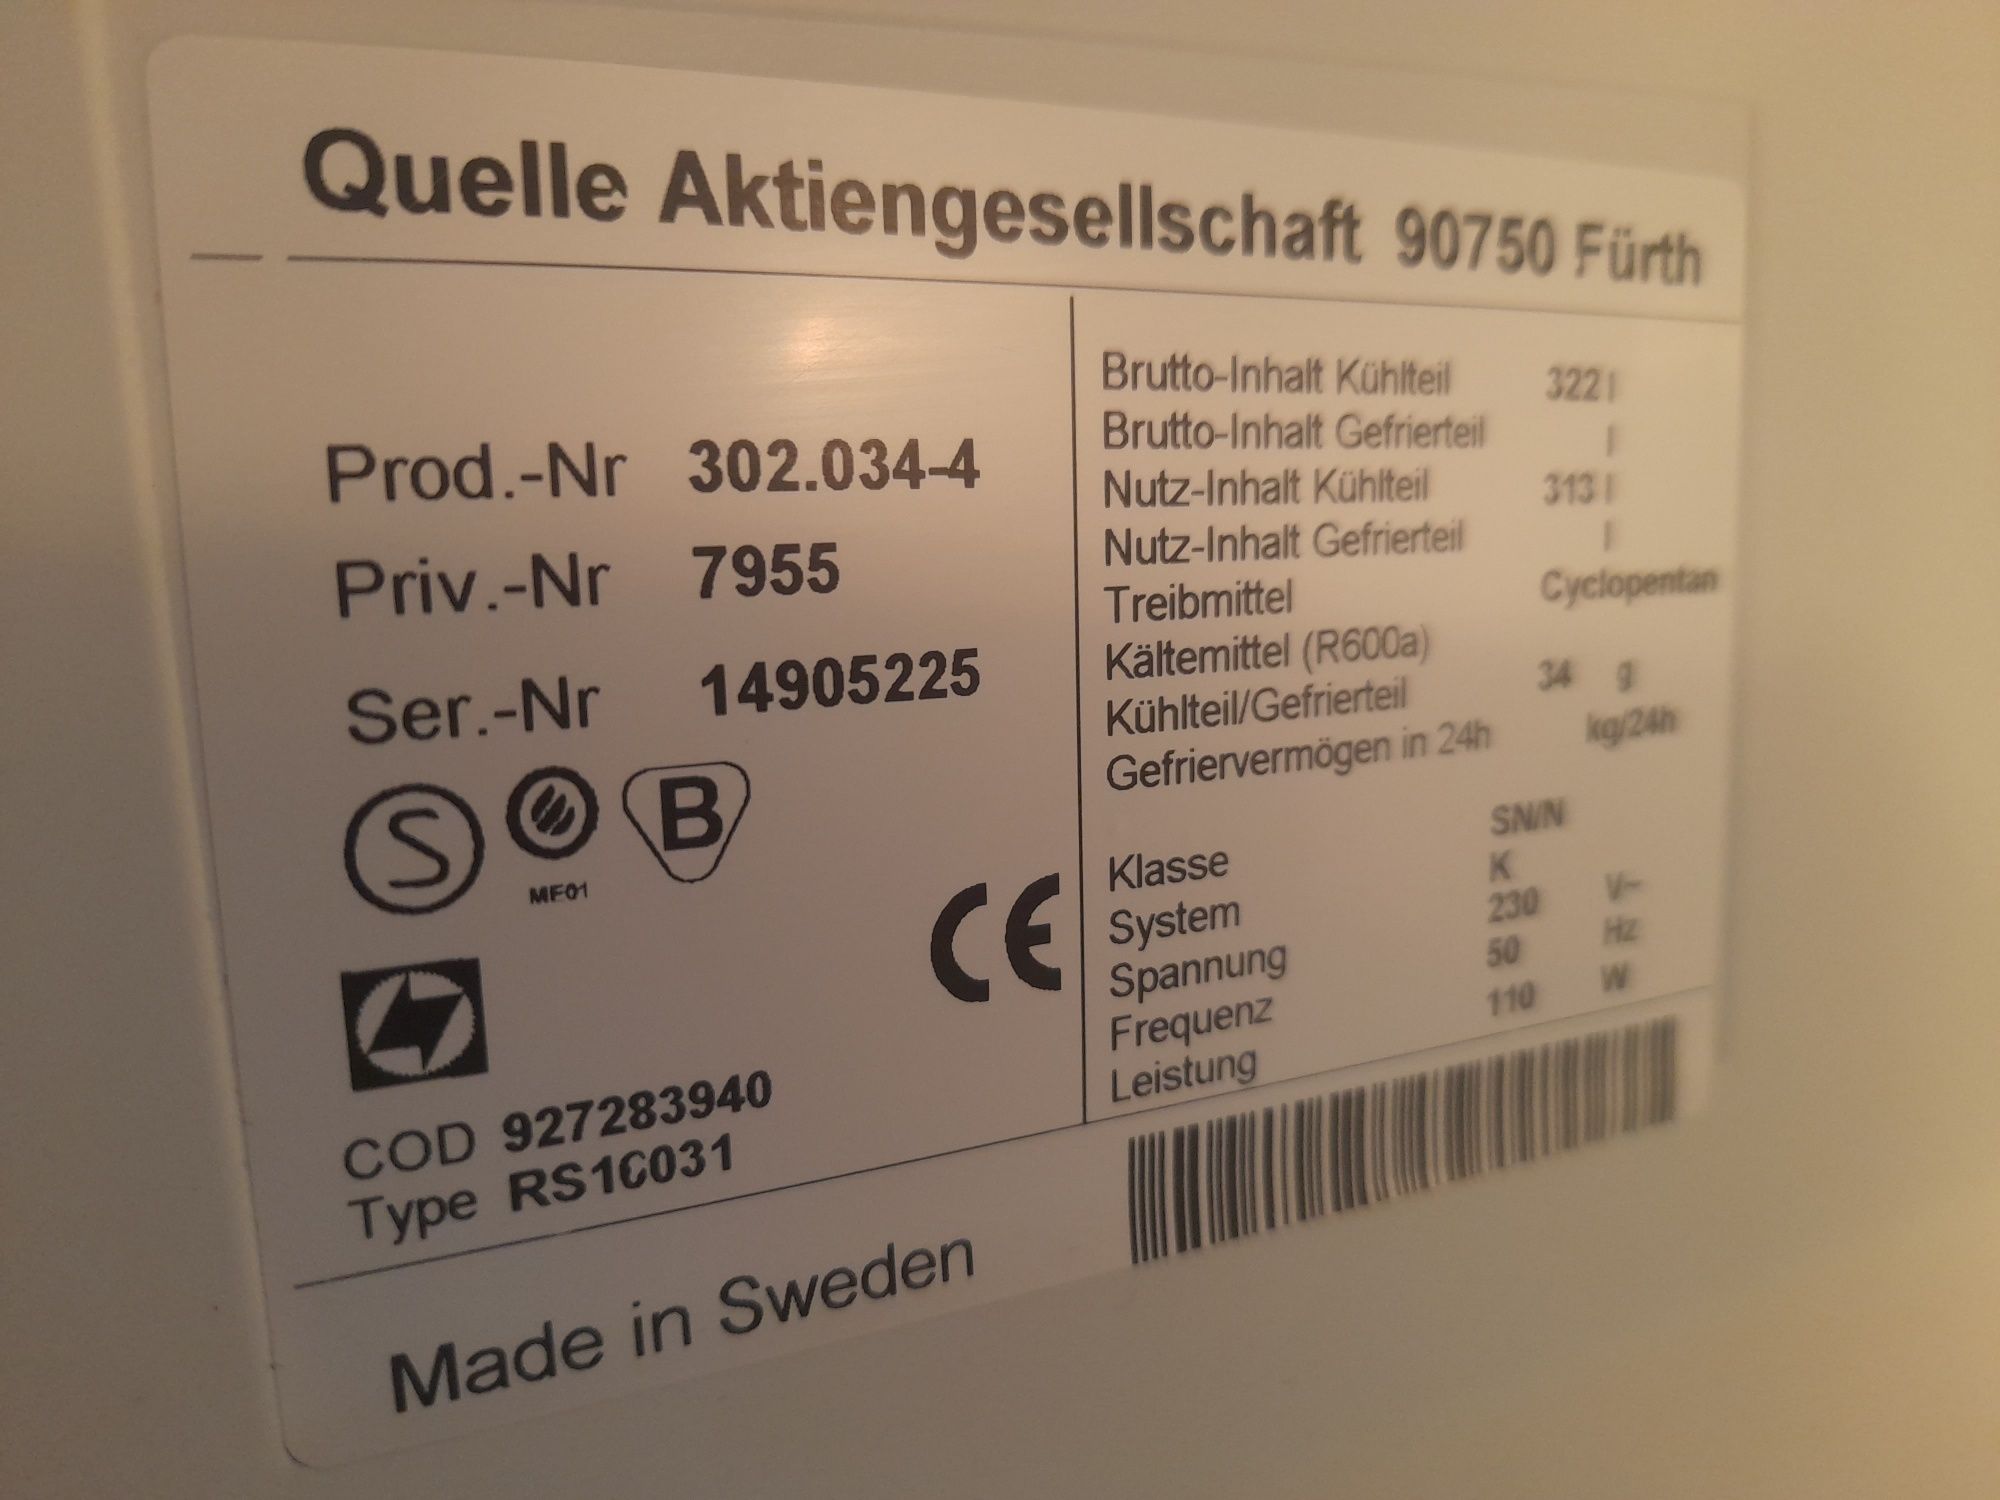 Quelle Aktiengesellschaft 90750 Fürth
Prod.-Nr 302.034-4
Priv.-Nr 7955
Ser.-Nr 14905225
S
B
ME01
CE
COD 927283940
Type RS10031
Brutto-Inhalt Kühlteil 322 l
Brutto-Inhalt Gefrierteil l
Nutz-Inhalt Kühlteil 313 l
Nutz-Inhalt Gefrierteil l
Treibmittel Cyclopentan
Kältemittel (R600a)
Kühlteil/Gefrierteil 34 g
Gefriervermögen in 24h kg/24h
Klasse SN/N
System K
Spannung 230 V~
Frequenz 50 Hz
Leistung 110 W
Made in Sweden